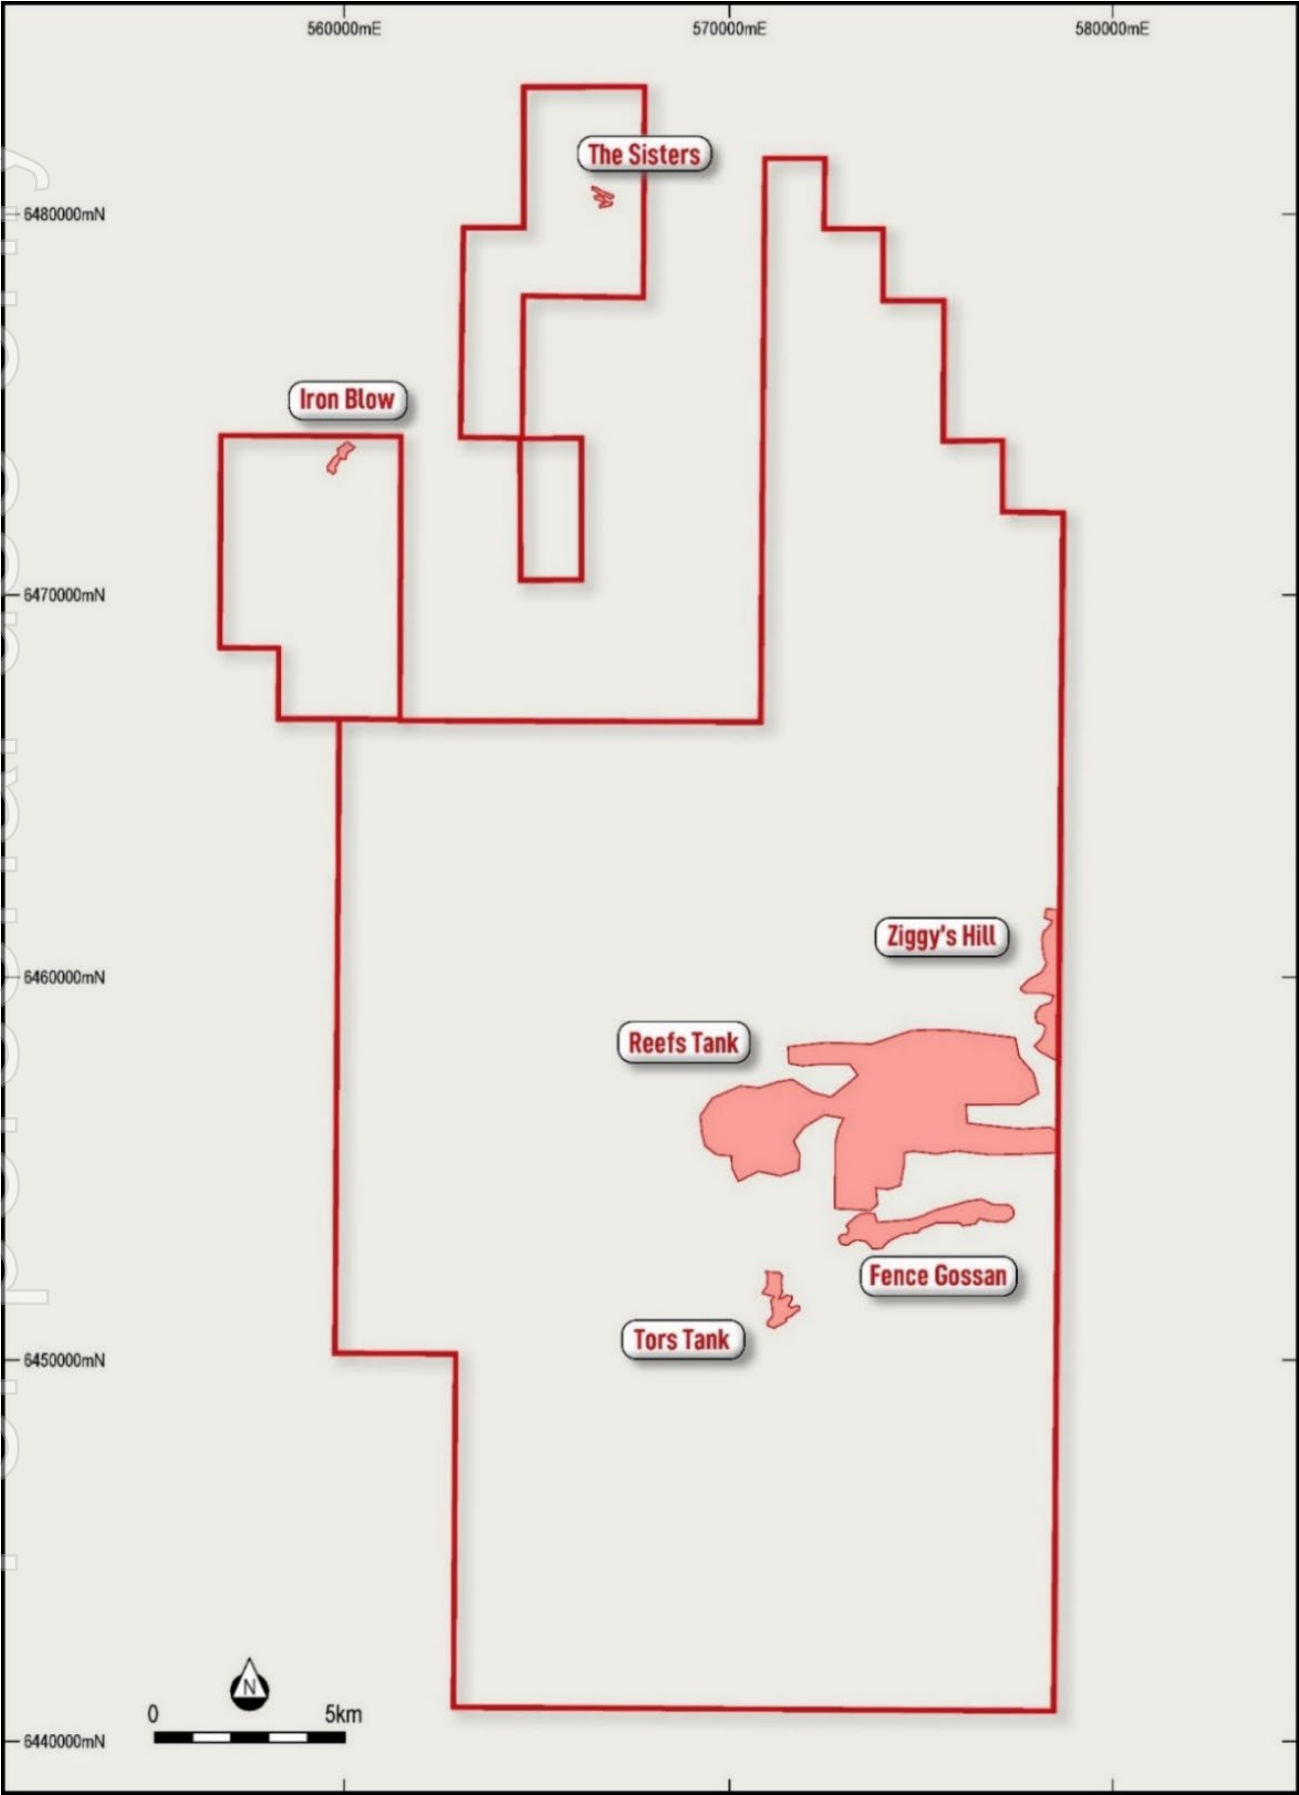 560000mE 570000mE 580000mE
The Sisters
6480000mN
Iron Blow
6470000mN
Ziggy's Hill
6460000mN
Reefs Tank
Fence Gossan
Tors Tank
6450000mN
N
0 5km
6440000mN